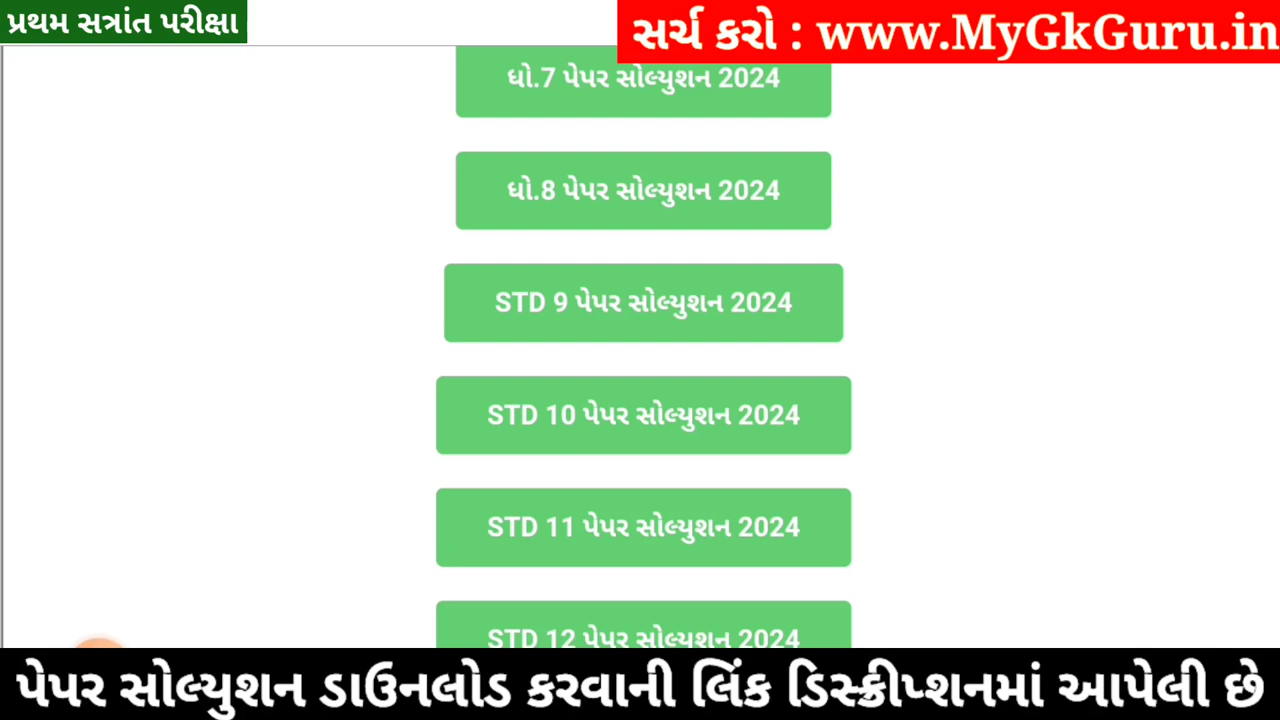 પ્રથમ સત્રાંત પરીક્ષા
સર્ચ કરો : www.MyGkGuru.in
ધો.7 પેપર સોલ્યુશન 2024
ધો.8 પેપર સોલ્યુશન 2024
STD 9 પેપર સોલ્યુશન 2024
STD 10 પેપર સોલ્યુશન 2024
STD 11 પેપર સોલ્યુશન 2024
STD 12 પેપર સોલ્યુશન 2024
પેપર સોલ્યુશન ડાઉનલોડ કરવાની લિંક ડિસ્ક્રીપ્શનમાં આપેલી છે